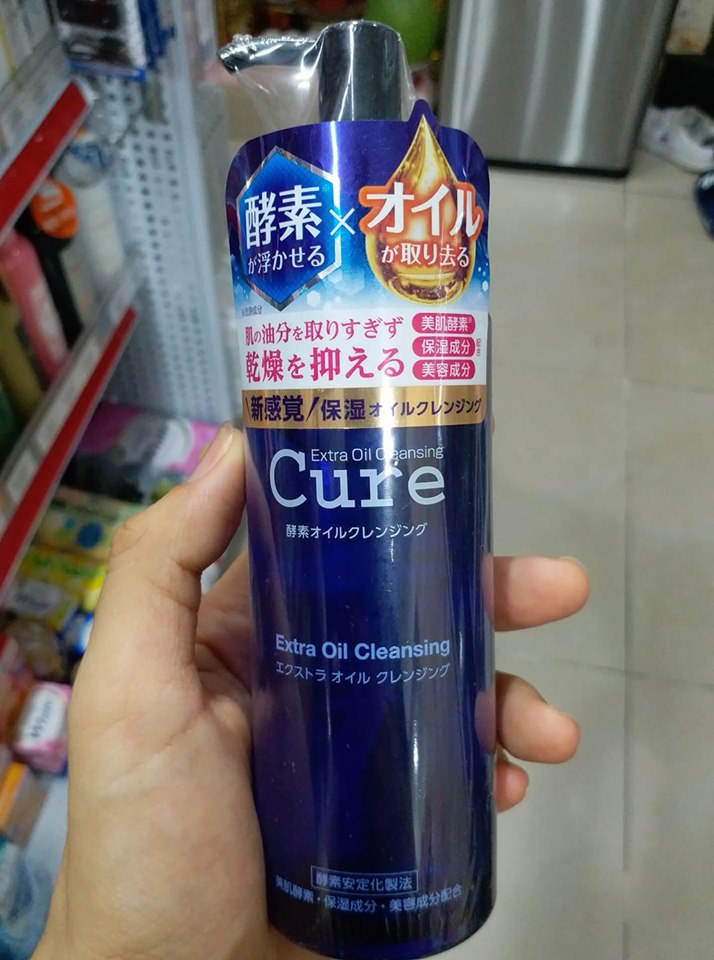 酵素
が浮かせる
×
オイル
が取り去る
肌の油分を取りすぎず
乾燥を抑える
美肌酵素※
保湿成分
美容成分
配合
\新感覚/保湿オイルクレンジング
Extra Oil Cleansing
Cure
酵素オイルクレンジング
Extra Oil Cleansing
エクストラ オイル クレンジング
酵素安定化製法
美肌酵素・保湿成分・美容成分配合